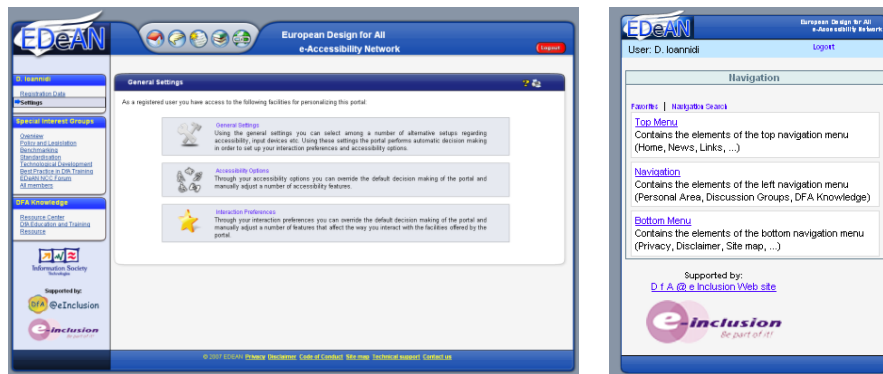 EDeAN
European Design for All
e-Accessibility Network
Logout
D. Ioannidi
Registration Data
Settings
Special Interest Groups
Overview
Policy and Legislation
Benchmarking
Standardisation
Technological Development
Best Practice in DfA Training
EDeAN NCC Forum
All members
DFA Knowledge
Resource Center
DfA Education and Training
Resource
Information Society
Technologies
Supported by:
DfA @eInclusion
e-inclusion
Be part of it!
General Settings
As a registered user you have access to the following facilities for personalizing this portal
General Settings
Using the general settings you can select among a number of alternative setups regarding
accessibility, input devices etc. Using these settings the portal performs automatic decision making
in order to set up your interaction preferences and accessibility options.
Accessibility Options
Through your accessibility options you can override the default decision making of the portal and
manually adjust a number of accessibility features.
Interaction Preferences
Through your interaction preferences you can override the default decision making of the portal and
manually adjust a number of features that affect the way you interact with the facilities offered by the
portal.
© 2007 EDEAN Privacy Disclaimer Code of Conduct Site map Technical support Contact us
EDeAN
European Design for All
e-Accessibility Network
User: D. Ioannidi
Logout
Navigation
Favorites | Navigation Search
Top Menu
Contains the elements of the top navigation menu
(Home, News, Links, ...)
Navigation
Contains the elements of the left navigation menu
(Personal Area, Discussion Groups, DFA Knowledge)
Bottom Menu
Contains the elements of the bottom navigation menu
(Privacy, Disclaimer, Site map, ...)
Supported by:
D f A @ e Inclusion Web site
e-inclusion
Be part of it!